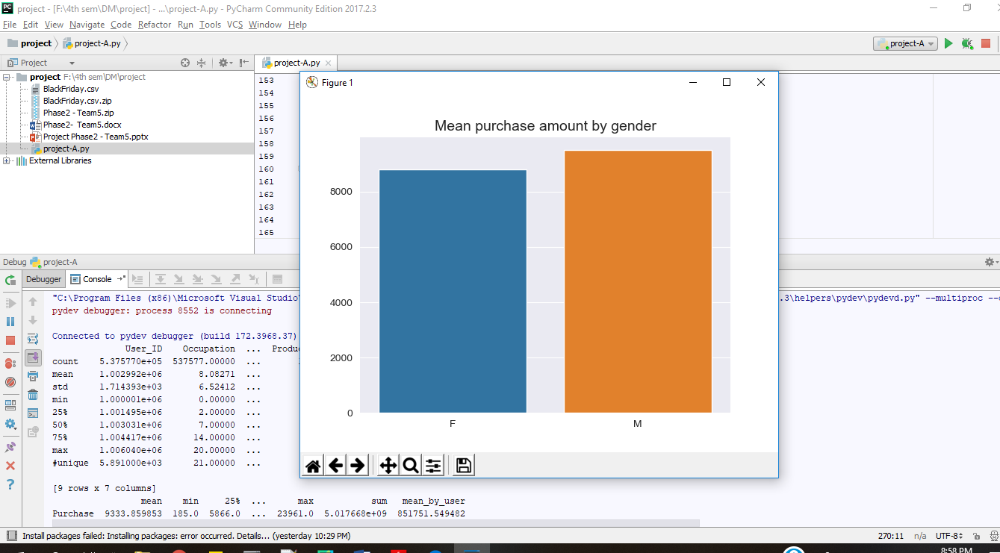 project - [F:\4th sem\DM\project] - ...\project-A.py - PyCharm Community Edition 2017.2.3
File Edit View Navigate Code Refactor Run Tools VCS Window Help
project project-A.py
project-A
Project
project-A.py
project F:\4th sem\DM\project
BlackFriday.csv
BlackFriday.csv.zip
Phase2 - Team5.zip
Phase2- Team5.docx
Project Phase2 - Team5.pptx
project-A.py
External Libraries
153
154
155
156
157
158
159
160
161
162
163
164
165
Figure 1
Mean purchase amount by gender
8000
6000
4000
2000
0
F M
Debug project-A
Debugger Console
"C:\Program Files (x86)\Microsoft Visual Studio\
.3\helpers\pydev\pydevd.py" --multiproc
pydev debugger: process 8552 is connecting
Connected to pydev debugger (build 172.3968.37)
User_ID Occupation ... Produ
count 5.375770e+05 537577.00000 ...
mean 1.002992e+06 8.08271 ...
std 1.714393e+03 6.52412 ...
min 1.000001e+06 0.00000 ...
25% 1.001495e+06 2.00000 ...
50% 1.003031e+06 7.00000 ...
75% 1.004417e+06 14.00000 ...
max 1.006040e+06 20.00000 ...
#unique 5.891000e+03 21.00000 ...
[9 rows x 7 columns]
mean min 25% ... max sum mean_by_user
Purchase 9333.859853 185.0 5866.0 ... 23961.0 5.017668e+09 851751.549482
Install packages failed: Installing packages: error occurred. Details... (yesterday 10:29 PM)
270:11 n/a UTF-8
8:58 PM